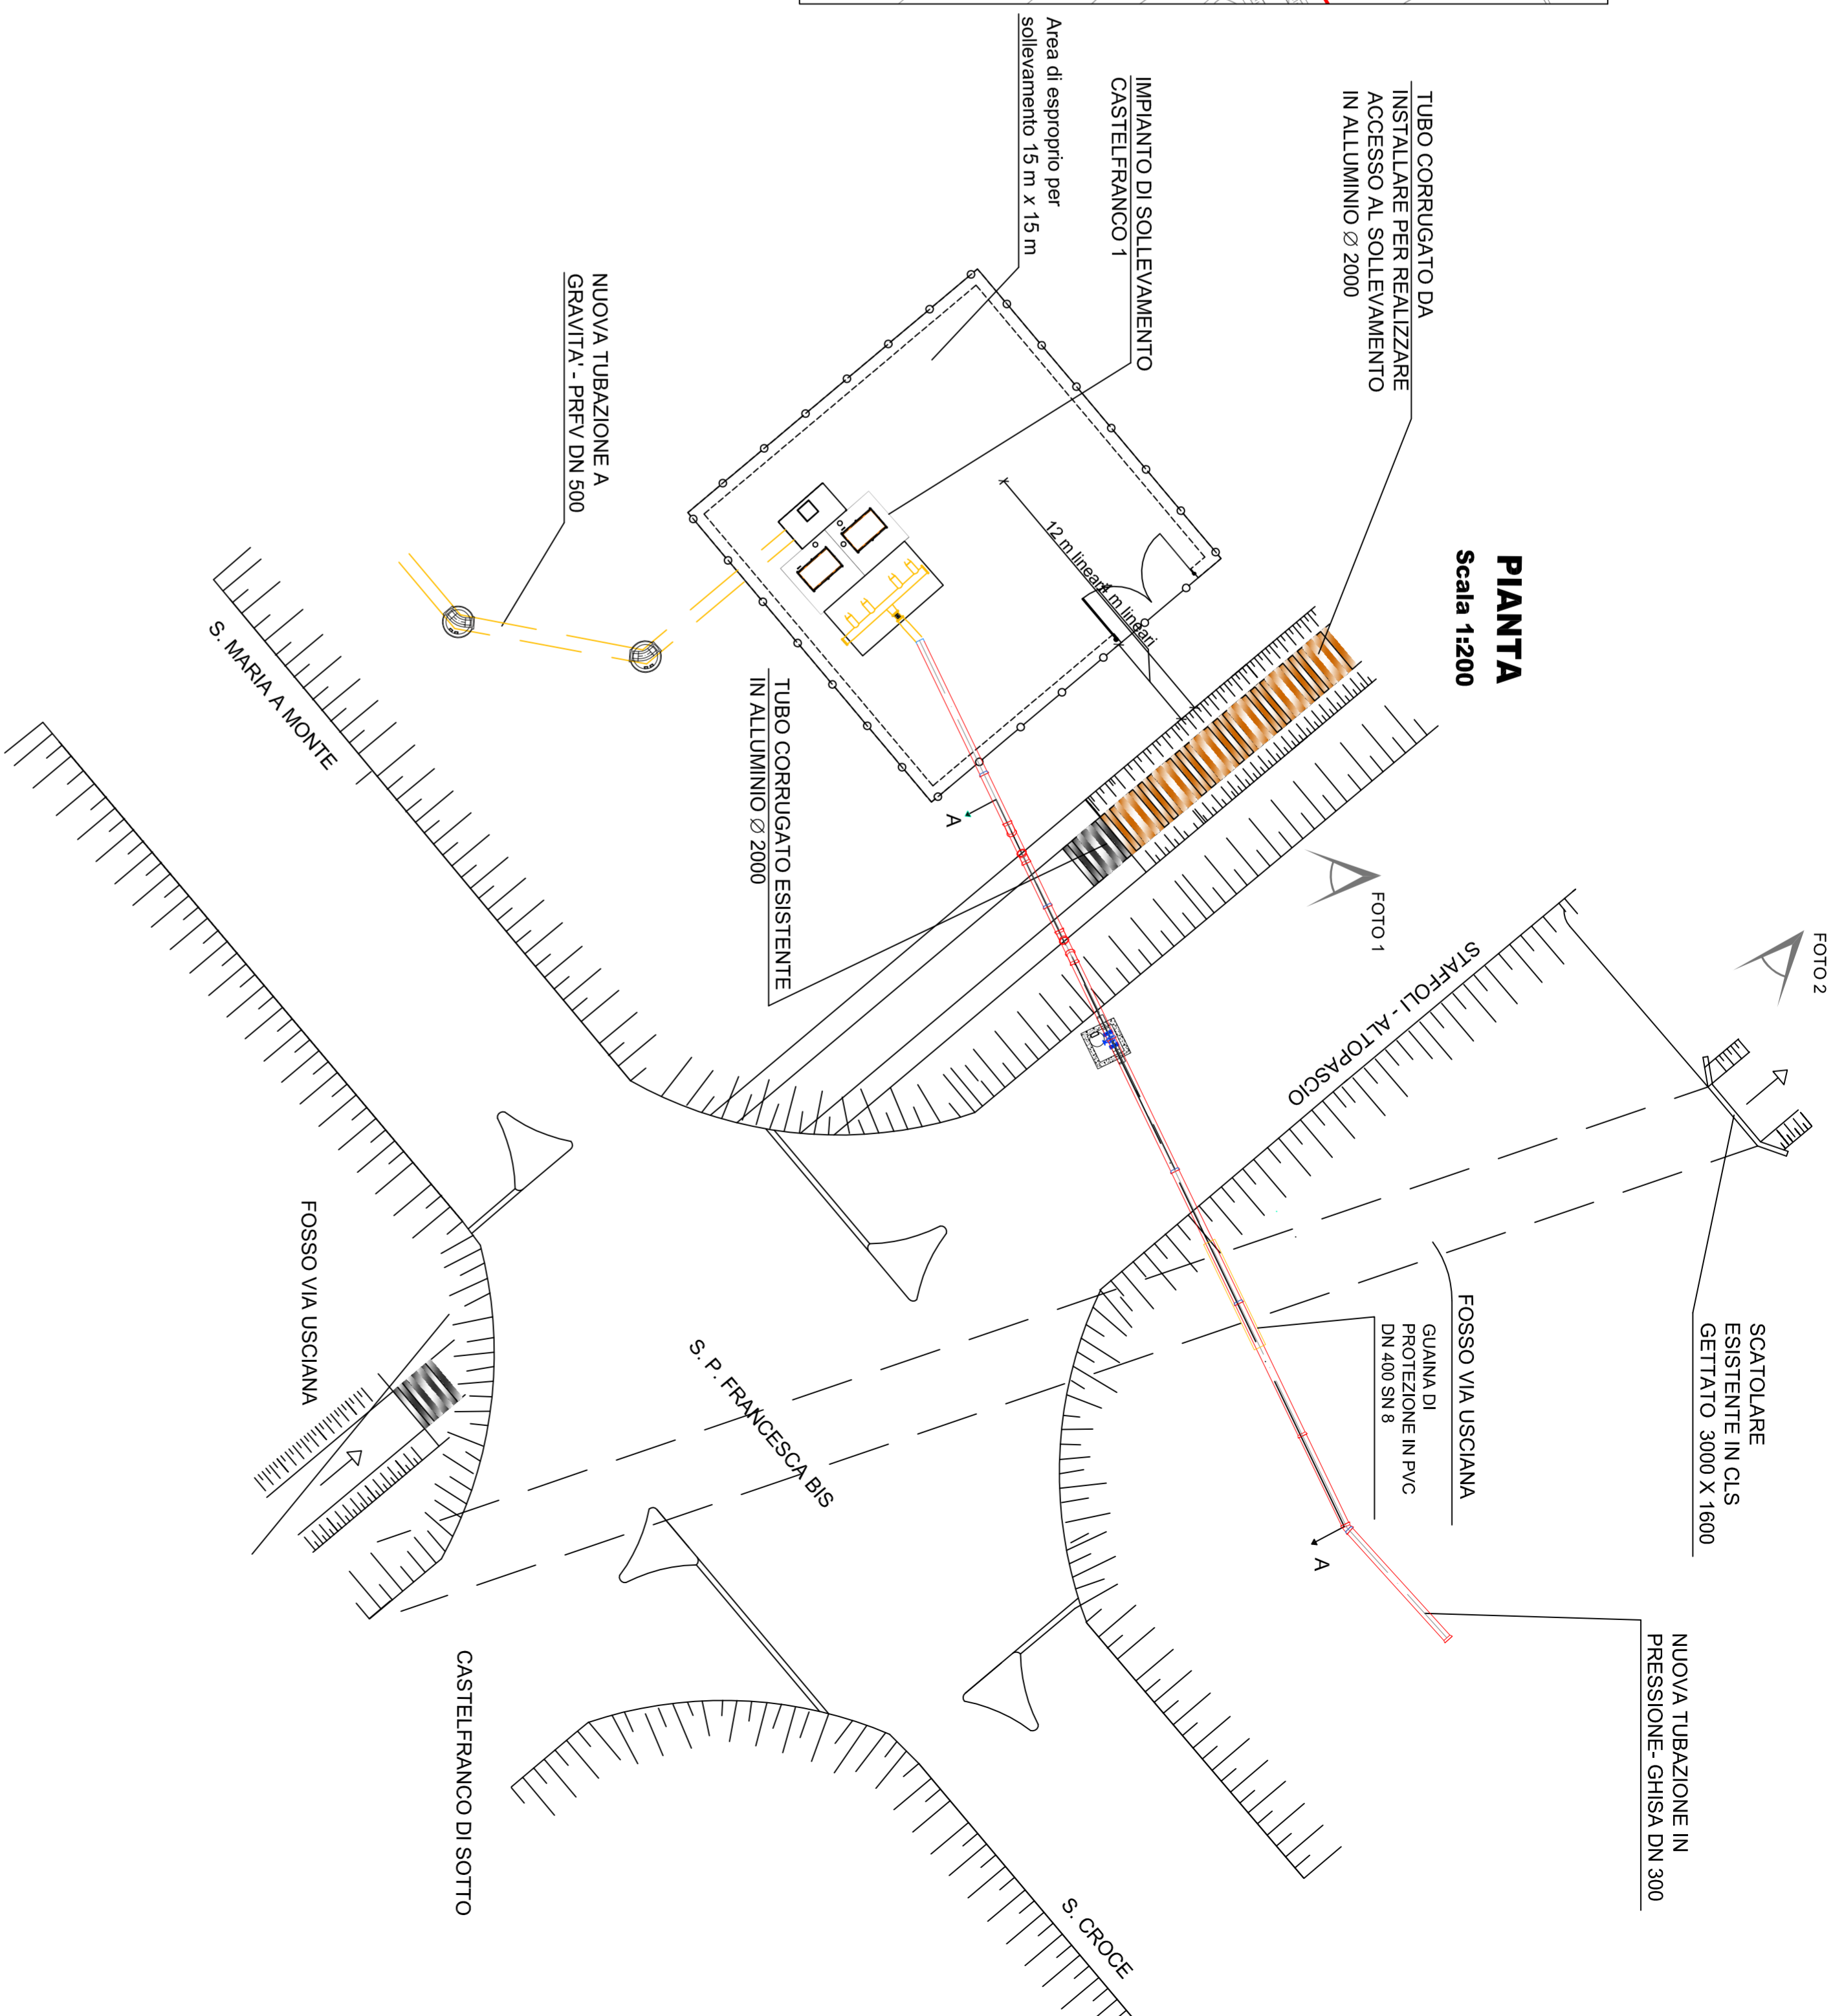 PIANTA
Scala 1:200
TUBO CORRUGATO DA
INSTALLARE PER REALIZZARE
ACCESSO AL SOLLEVAMENTO
IN ALLUMINIO Ø 2000
IMPIANTO DI SOLLEVAMENTO
CASTELFRANCO 1
Area di esproprio per
sollevamento 15 m x 15 m
NUOVA TUBAZIONE A
GRAVITA' - PRFV DN 500
12 m lineari
4 m lineari
TUBO CORRUGATO ESISTENTE
IN ALLUMINIO Ø 2000
S. MARIA A MONTE
A
FOTO 1
FOTO 2
STAFFOLI - ALTOPASCIO
SCATOLARE
ESISTENTE IN CLS
GETTATO 3000 X 1600
FOSSO VIA USCIANA
GUAINA DI
PROTEZIONE IN PVC
DN 400 SN 8
S. P. FRANCESCA BIS
FOSSO VIA USCIANA
A
NUOVA TUBAZIONE IN
PRESSIONE- GHISA DN 300
CASTELFRANCO DI SOTTO
S. CROCE